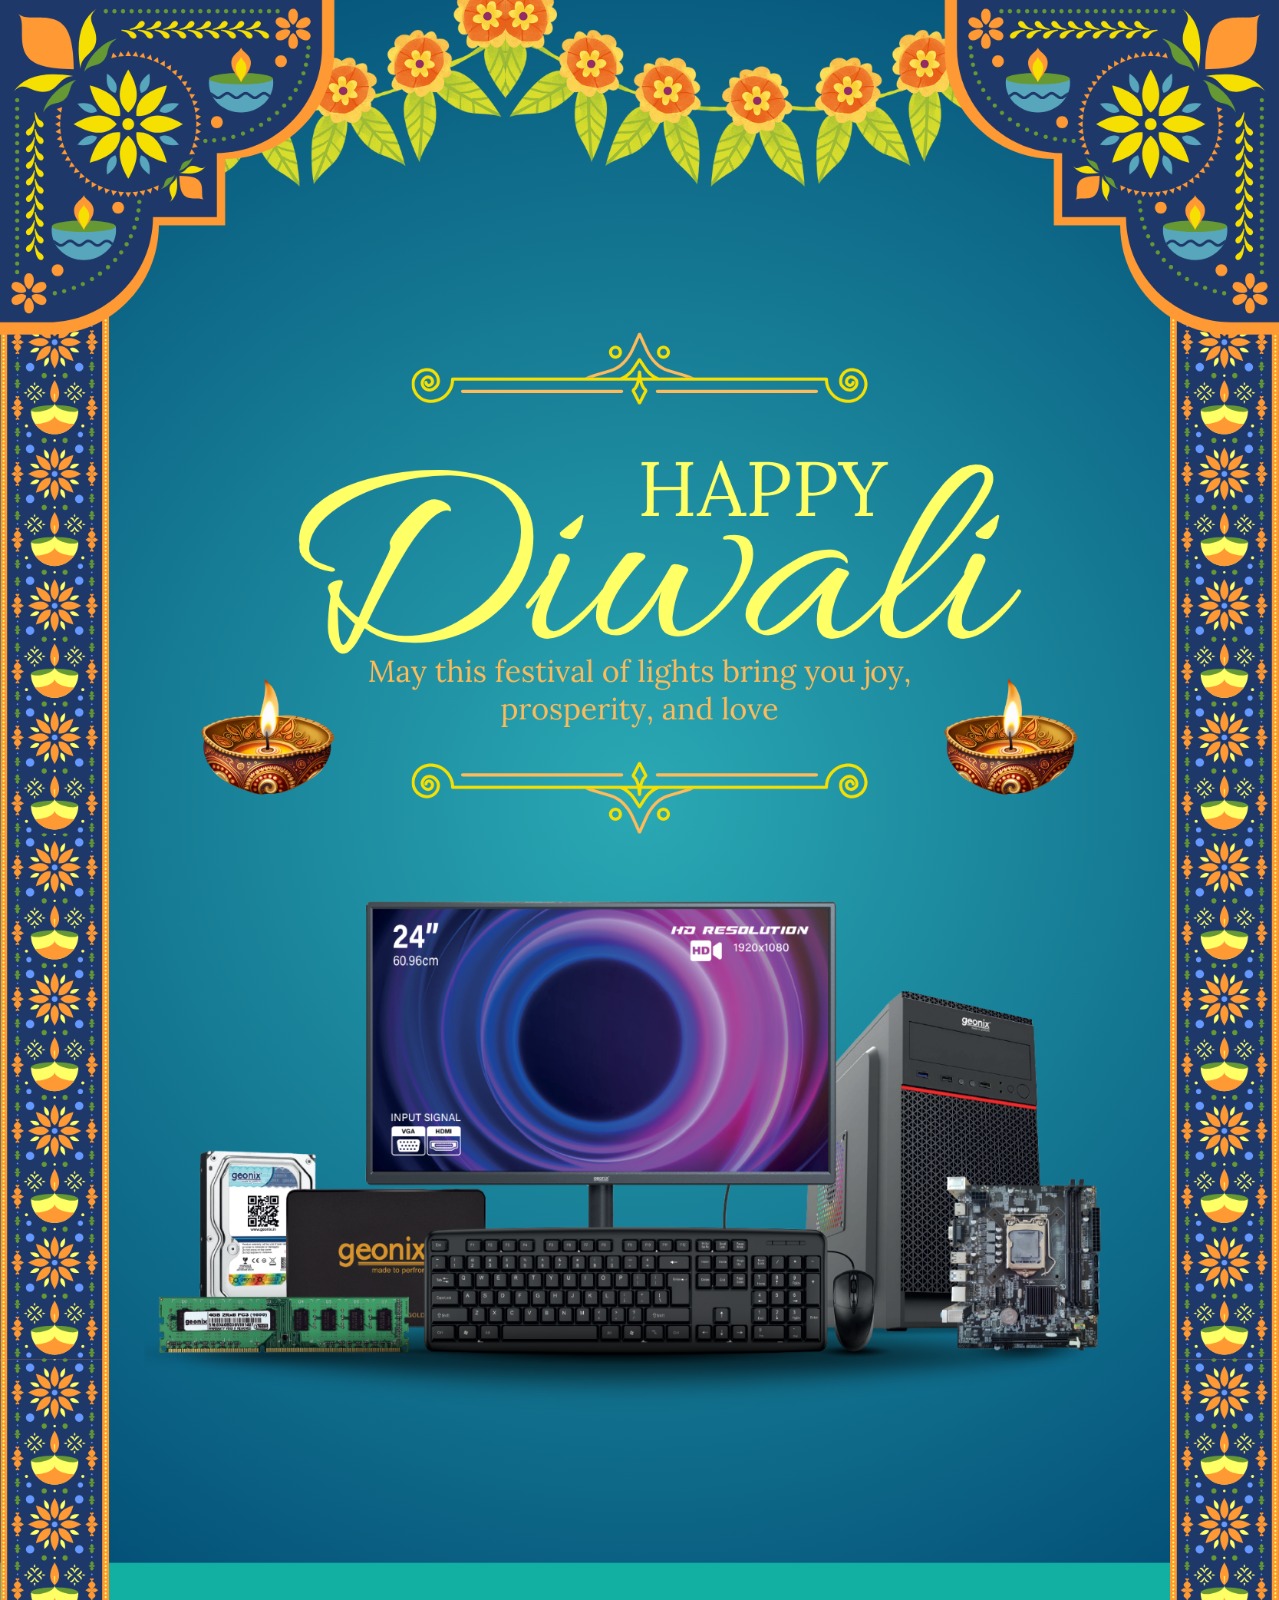 HAPPY
Diwali
May this festival of lights bring you joy,
prosperity, and love
24"
60.96cm
HD RESOLUTION
HD
1920x1080
INPUT SIGNAL
VGA
HDMI
geonix
geonix
geonix
geonix